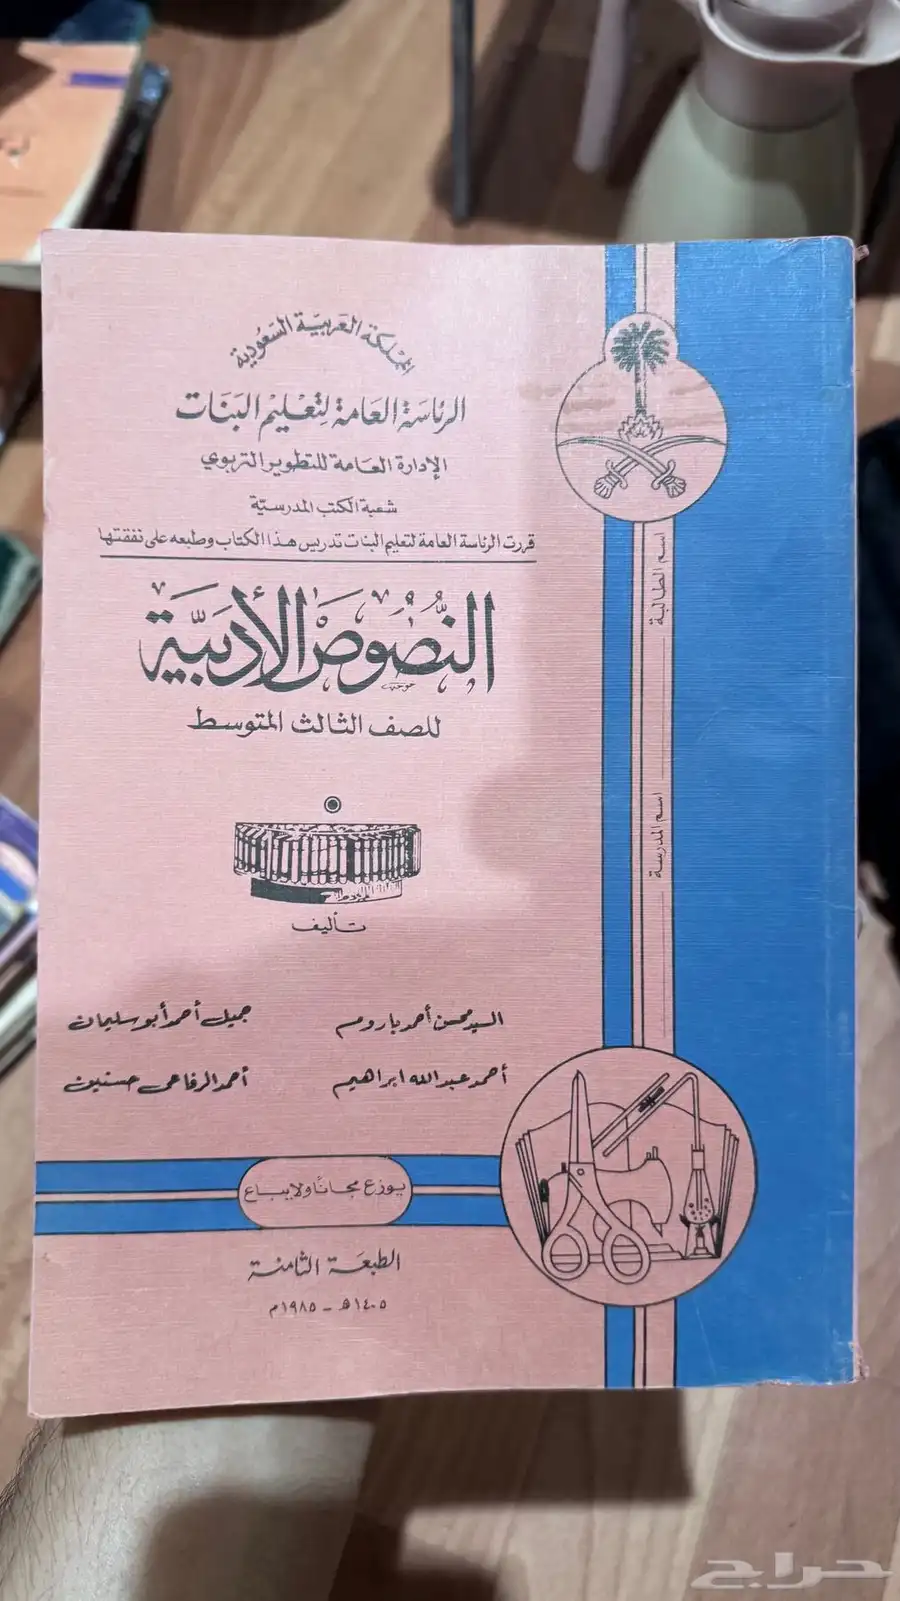 المملكة العربية السعودية
الرئاسة العامة لتعليم البنات
الإدارة العامة للتطوير التربوي
شعبة الكتب المدرسية
قررت الرئاسة العامة لتعليم البنات تدريس هذا الكتاب وطبعه على نفقتها
النصوص الأدبية
للصف الثالث المتوسط
تأليف
السيد محسن أحمد باروم
جميل أحمد أبو سليمان
أحمد عبد الله ابراهيم
أحمد الرفاعى حسنين
يوزع مجانًا ولا يباع
الطبعة الثامنة
١٤٠٥هـ - ١٩٨٥م
اسم الطالبة
اسم المدرسة
حراج